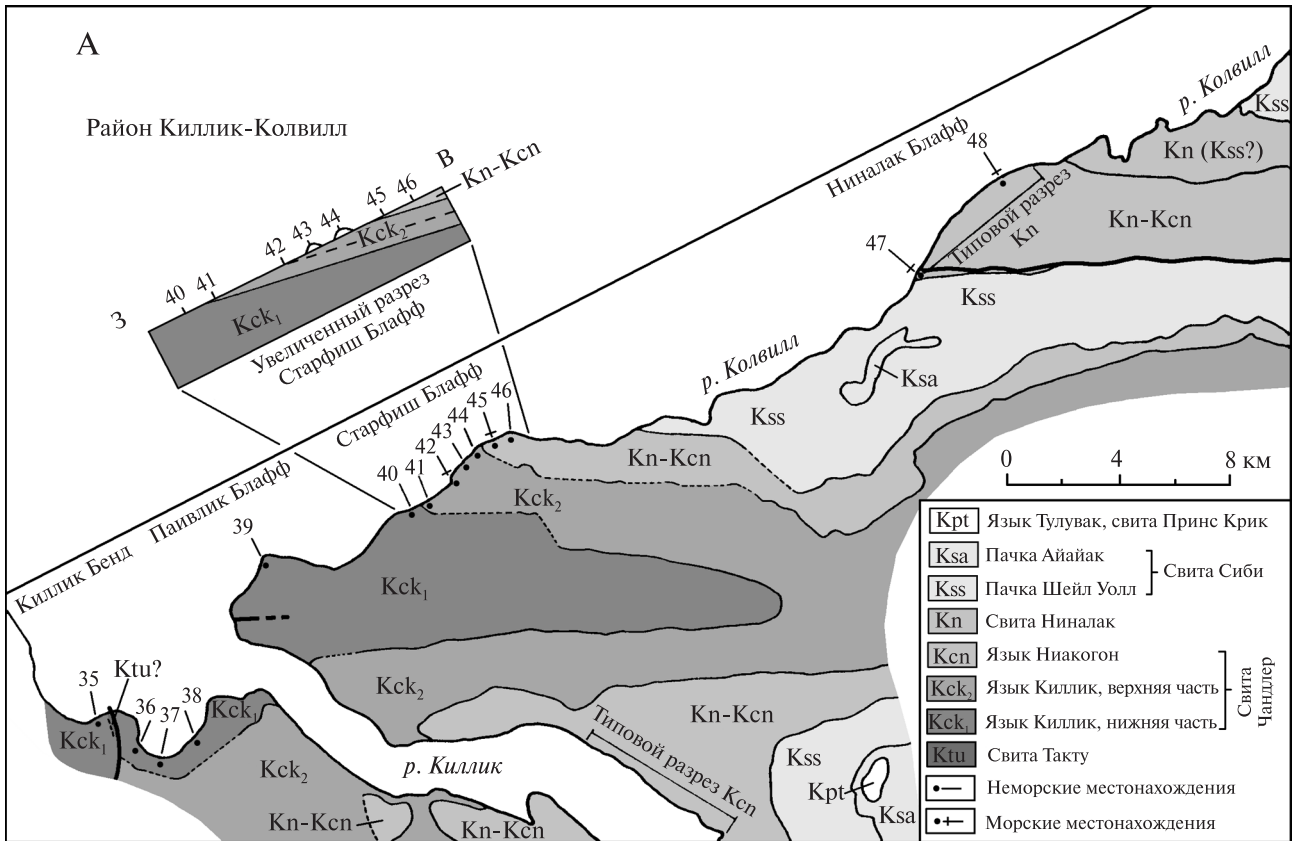 А
Район Киллик-Колвилл
З
В
40
41
42
43
44
45
46
Kn-Kcn
Kck₂
Kck₁
Увеличенный разрез
Старфиш Блафф
Киллик Бенд
Паивлик Блафф
Старфиш Блафф
Ниналак Блафф
р. Колвилл
Kss
48
Kn (Kss?)
Типовой разрез
Kn
Kn-Kcn
47
Kss
р. Колвилл
Ksa
Kss
40
41
42
43
44
45
46
Kn-Kcn
Kck₂
39
Kck₁
0 4 8 км
35
Ktu?
36
37
38
Kck₁
Kck₁
Kck₂
Kn-Kcn
Типовой разрез Kcn
р. Киллик
Kck₂
Kss
Kpt
Ksa
Kn-Kcn
Kn-Kcn
Kpt Язык Тулувак, свита Принс Крик
Ksa Пачка Айайак
Kss Пачка Шейл Уолл
Свита Сиби
Kn Свита Ниналак
Kcn Язык Ниакогон
Kck₂ Язык Киллик, верхняя часть
Kck₁ Язык Киллик, нижняя часть
Свита
Чандлер
Ktu Свита Такту
Неморские местонахождения
Морские местонахождения